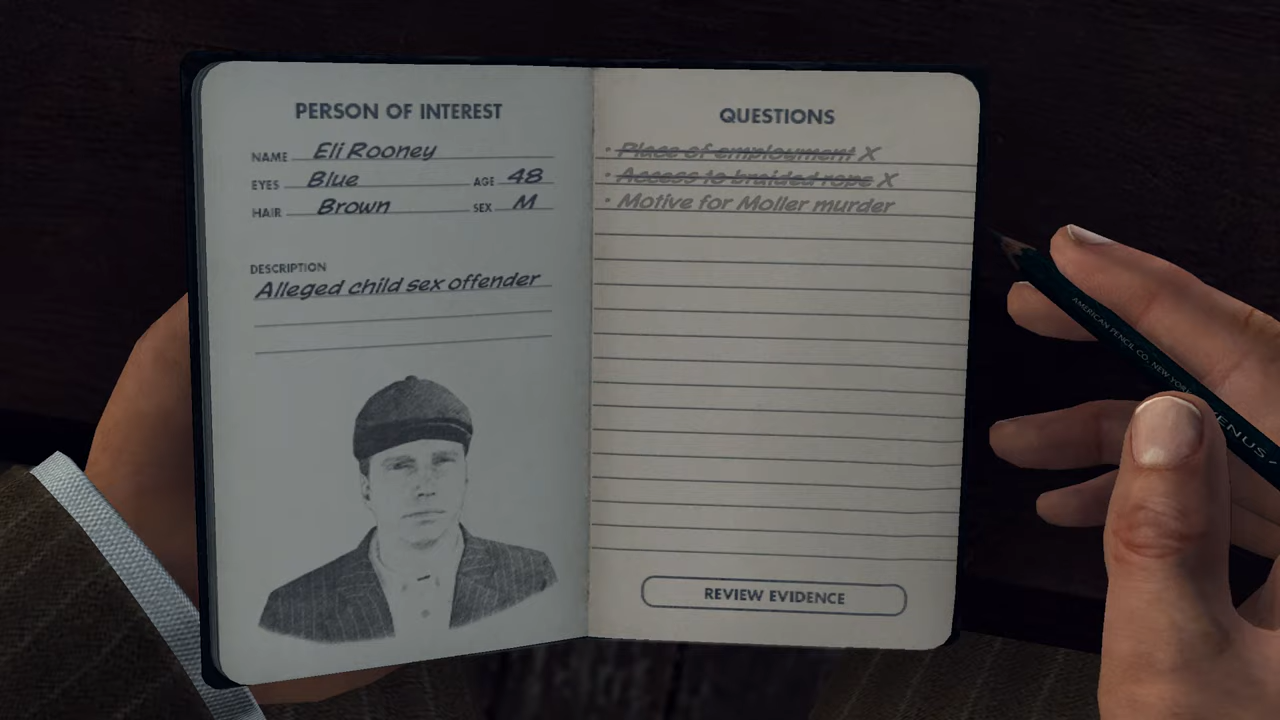 PERSON OF INTEREST
NAME Eli Rooney
EYES Blue AGE 48
HAIR Brown SEX M
DESCRIPTION
Alleged child sex offender
QUESTIONS
· Place of employment X
· Access to braided rope X
· Motive for Moller murder
REVIEW EVIDENCE
AMERICAN PENCIL CO. NEW YORK
VENUS